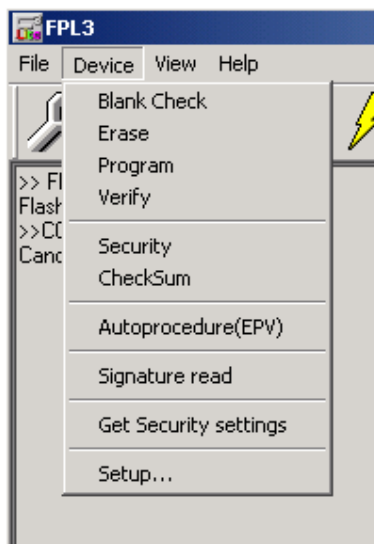 FPL3
File Device View Help
Blank Check
Erase
Program
Verify
Security
CheckSum
Autoprocedure(EPV)
Signature read
Get Security settings
Setup...
>> Fl
Flash
>>CO
Canc